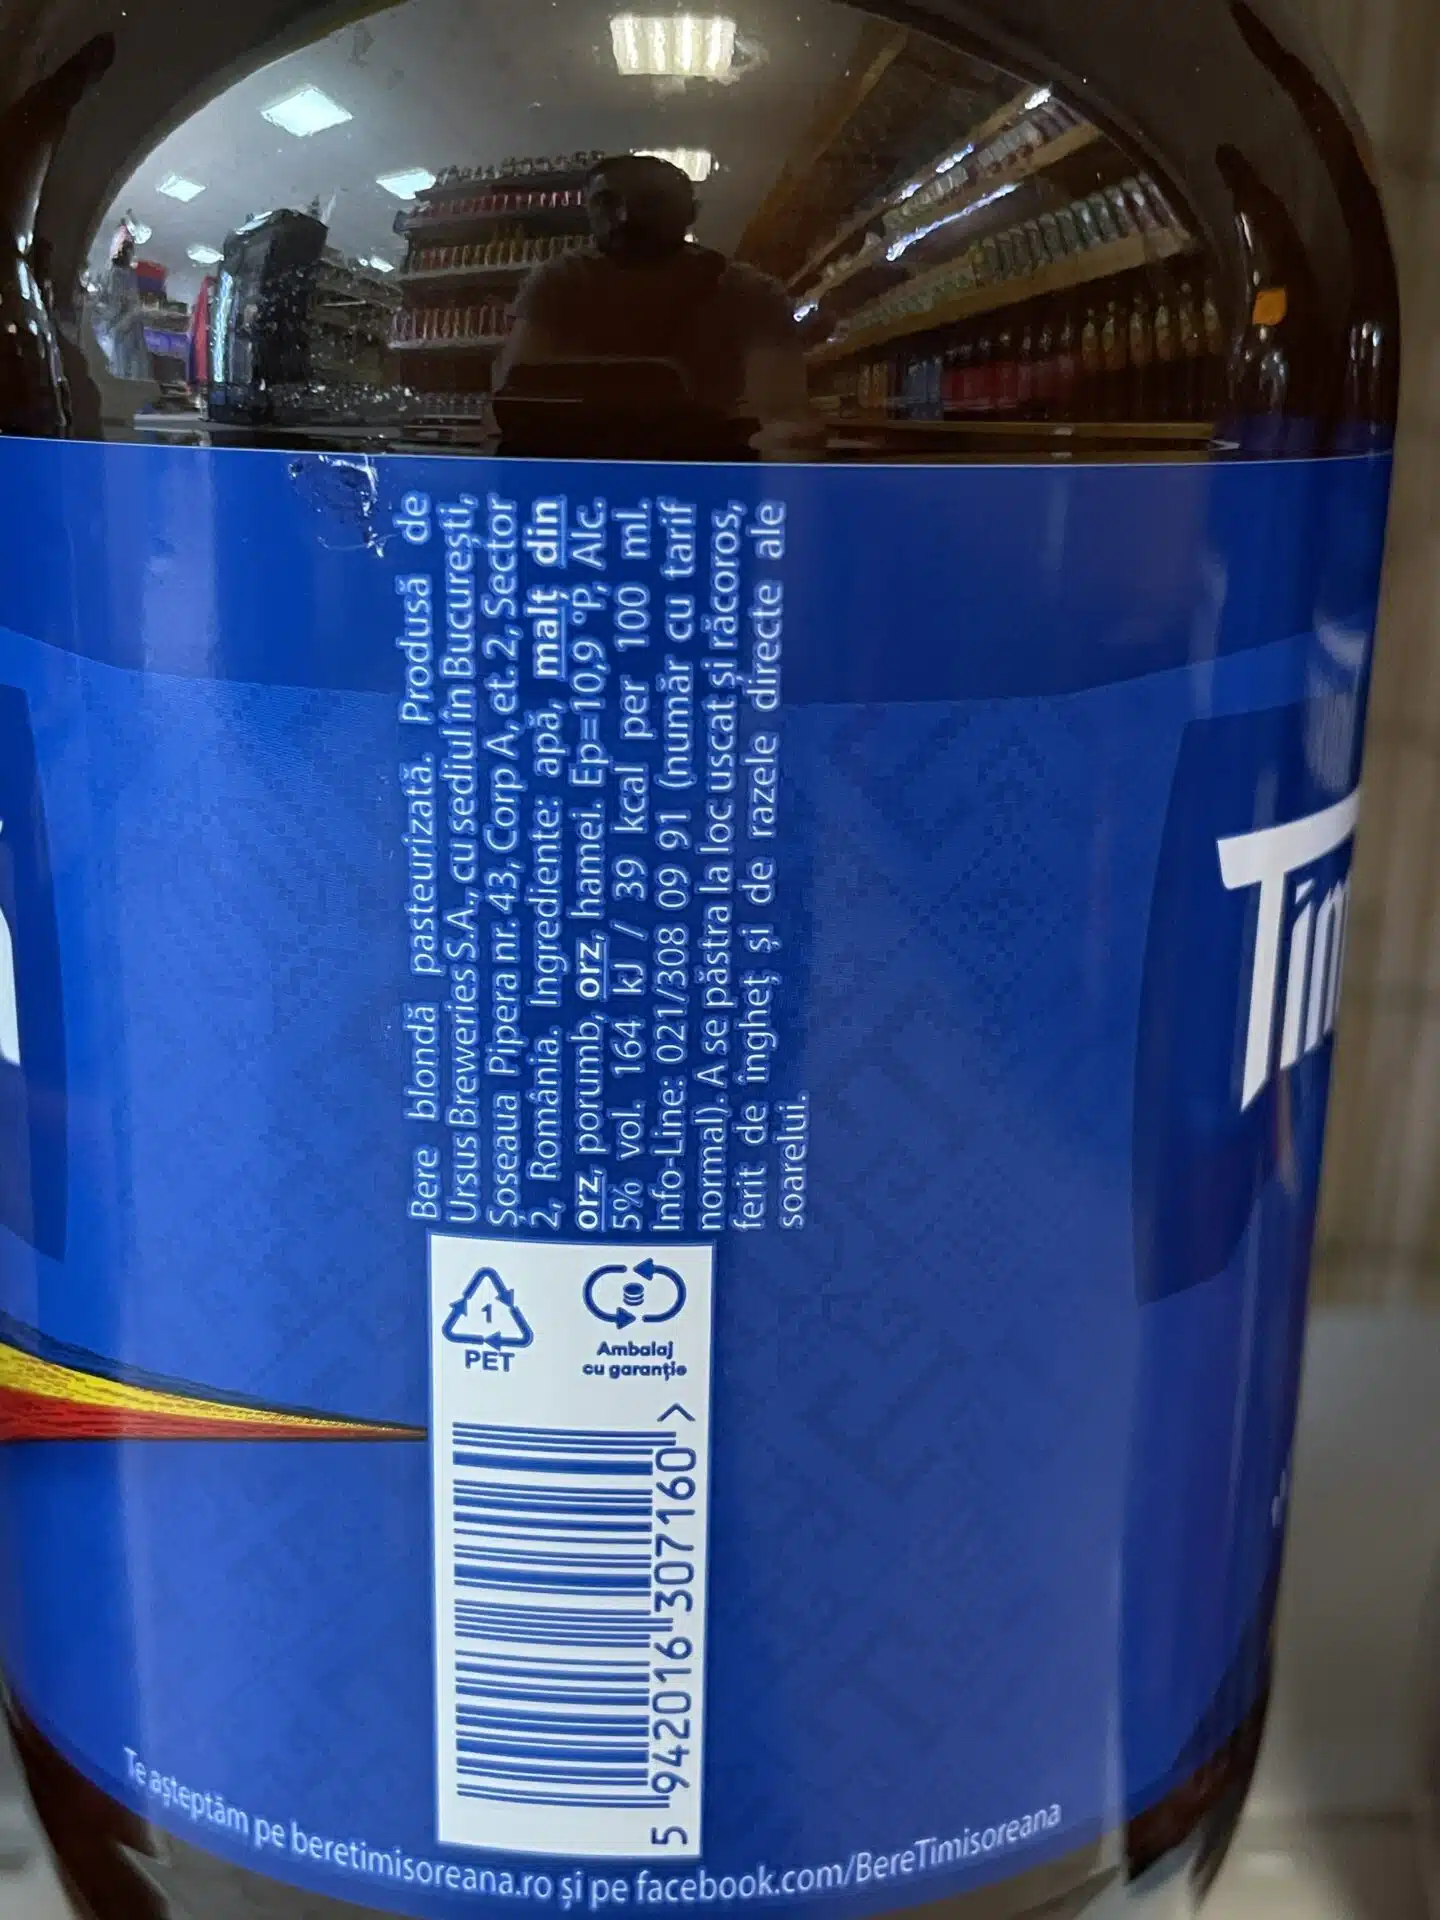 Bere blondă pasteurizată. Produsă de
Ursus Breweries S.A., cu sediul în București,
Șoseaua Pipera nr. 43, Corp A, et. 2, Sector
2, România. Ingrediente: apă, malț din
orz, porumb, orz, hamei. Ep=10,9 °P, Alc.
5% vol. 164 kJ / 39 kcal per 100 ml.
Info-Line: 021/308 09 91 (număr cu tarif
normal). A se păstra la loc uscat și răcoros,
ferit de îngheț și de razele directe ale
soarelui.
1
PET
Ambalaj
cu garanție
5 942016 307160 >
Te așteptăm pe beretimisoreana.ro și pe facebook.com/BereTimisoreana
Tim